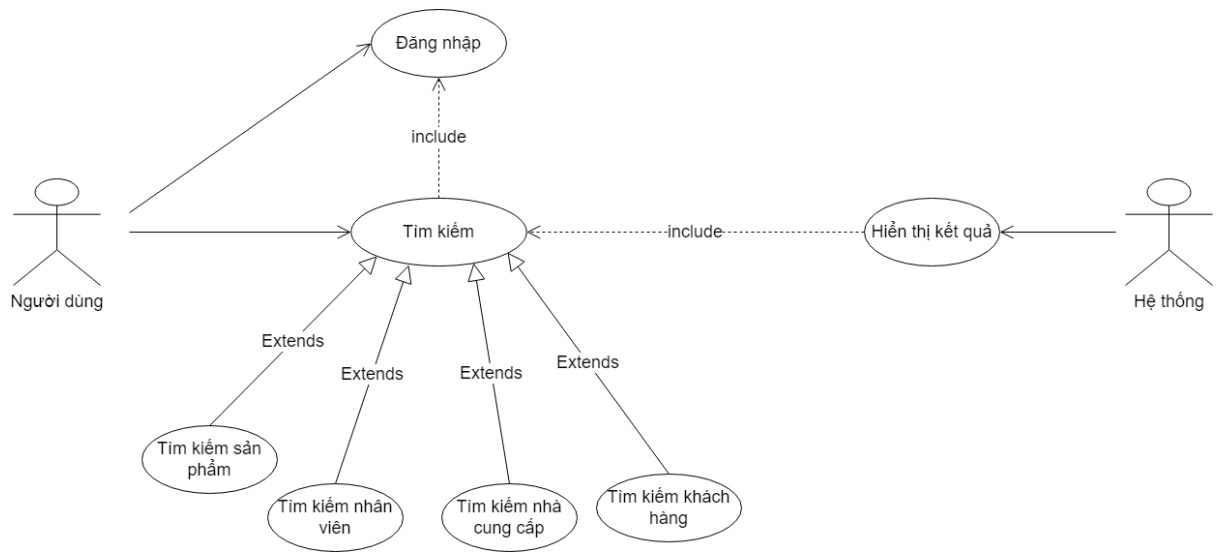 Đăng nhập
include
Tìm kiếm
include
Hiển thị kết quả
Người dùng
Hệ thống
Extends
Extends
Extends
Extends
Tìm kiếm sản
phẩm
Tìm kiếm nhân
viên
Tìm kiếm nhà
cung cấp
Tìm kiếm khách
hàng